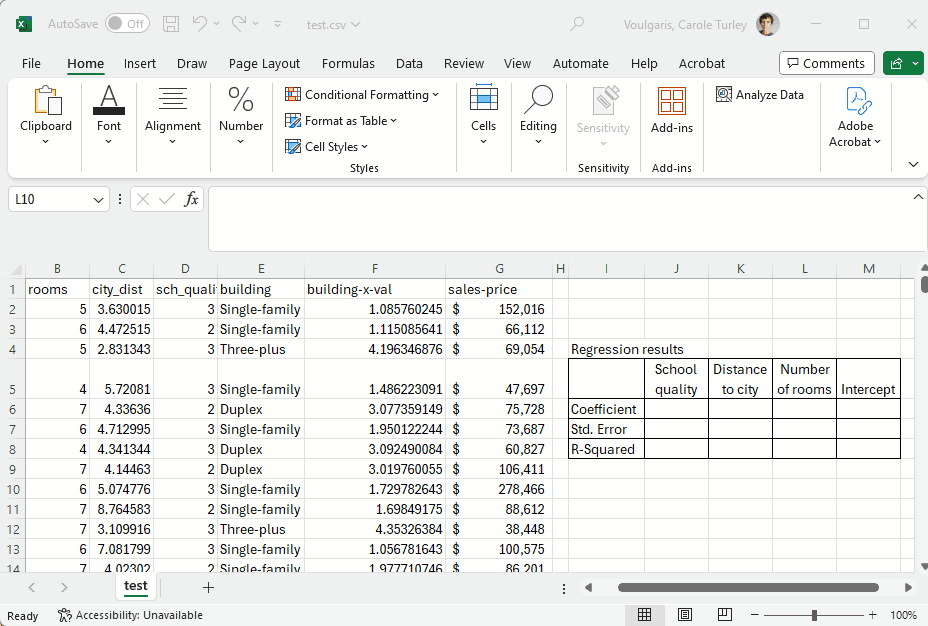 AutoSave Off test.csv Voulgaris, Carole Turley
File Home Insert Draw Page Layout Formulas Data Review View Automate Help Acrobat Comments
Clipboard Font Alignment Number
Conditional Formatting
Format as Table
Cell Styles
Styles
Cells Editing
Sensitivity
Sensitivity
Add-ins
Add-ins
Analyze Data
Adobe
Acrobat
L10 fx
B C D E F G H I J K L M
1 rooms city_dist sch_quali building building-x-val sales-price
2 5 3.630015 3 Single-family 1.085760245 $ 152,016
3 6 4.472515 2 Single-family 1.115085641 $ 66,112
4 5 2.831343 3 Three-plus 4.196346876 $ 69,054 Regression results
School Distance Number
5 4 5.72081 3 Single-family 1.486223091 $ 47,697 quality to city of rooms Intercept
6 7 4.33636 2 Duplex 3.077359149 $ 75,728 Coefficient
7 6 4.712995 3 Single-family 1.950122244 $ 73,687 Std. Error
8 4 4.341344 3 Duplex 3.092490084 $ 60,827 R-Squared
9 7 4.14463 2 Duplex 3.019760055 $ 106,411
10 6 5.074776 3 Single-family 1.729782643 $ 278,466
11 7 8.764583 2 Single-family 1.69849175 $ 88,612
12 7 3.109916 3 Three-plus 4.35326384 $ 38,448
13 6 7.081799 3 Single-family 1.056781643 $ 100,575
14 7 4.02302 2 Single-family 1.977710746 $ 86,201
test
Ready Accessibility: Unavailable 100%